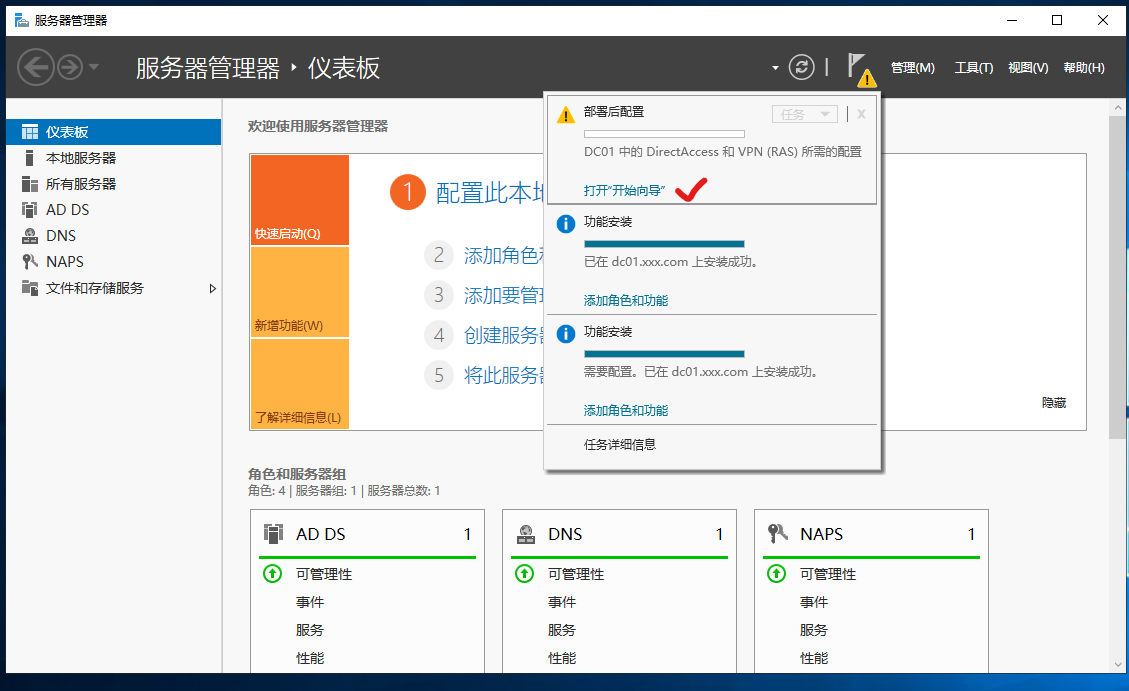 服务器管理器
服务器管理器 ‣ 仪表板
管理(M) 工具(T) 视图(V) 帮助(H)
仪表板
本地服务器
所有服务器
AD DS
DNS
NAPS
文件和存储服务
欢迎使用服务器管理器
快速启动(Q)
新增功能(W)
了解详细信息(L)
1 配置此本地
2 添加角色和
3 添加要管理
4 创建服务器
5 将此服务器
隐藏
部署后配置
任务
X
DC01 中的 DirectAccess 和 VPN (RAS) 所需的配置
打开“开始向导”
功能安装
已在 dc01.xxx.com 上安装成功。
添加角色和功能
功能安装
需要配置。已在 dc01.xxx.com 上安装成功。
添加角色和功能
任务详细信息
角色和服务器组
角色: 4 | 服务器组: 1 | 服务器总数: 1
AD DS 1
可管理性
事件
服务
性能
DNS 1
可管理性
事件
服务
性能
NAPS 1
可管理性
事件
服务
性能